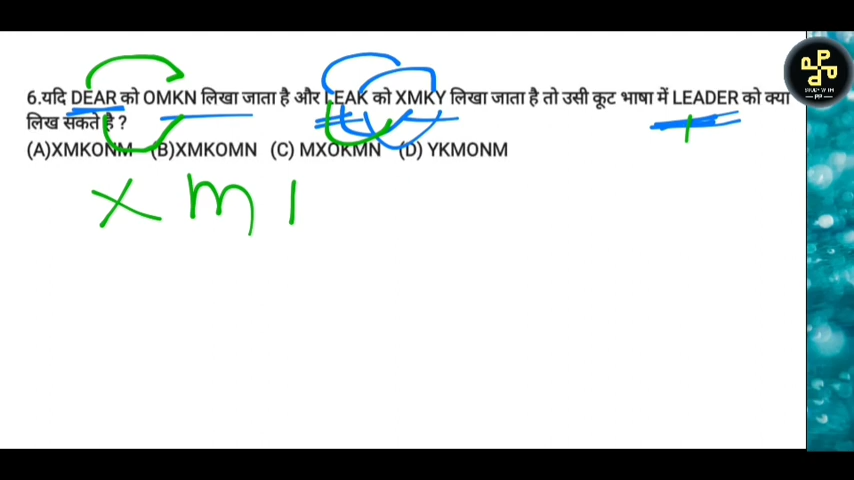 6.यदि DEAR को OMKN लिखा जाता है और LEAK को XMKY लिखा जाता है तो उसी कूट भाषा में LEADER को क्या
लिख सकते है ?
(A)XMKONM (B)XMKOMN (C) MXOKMN (D) YKMONM
X M